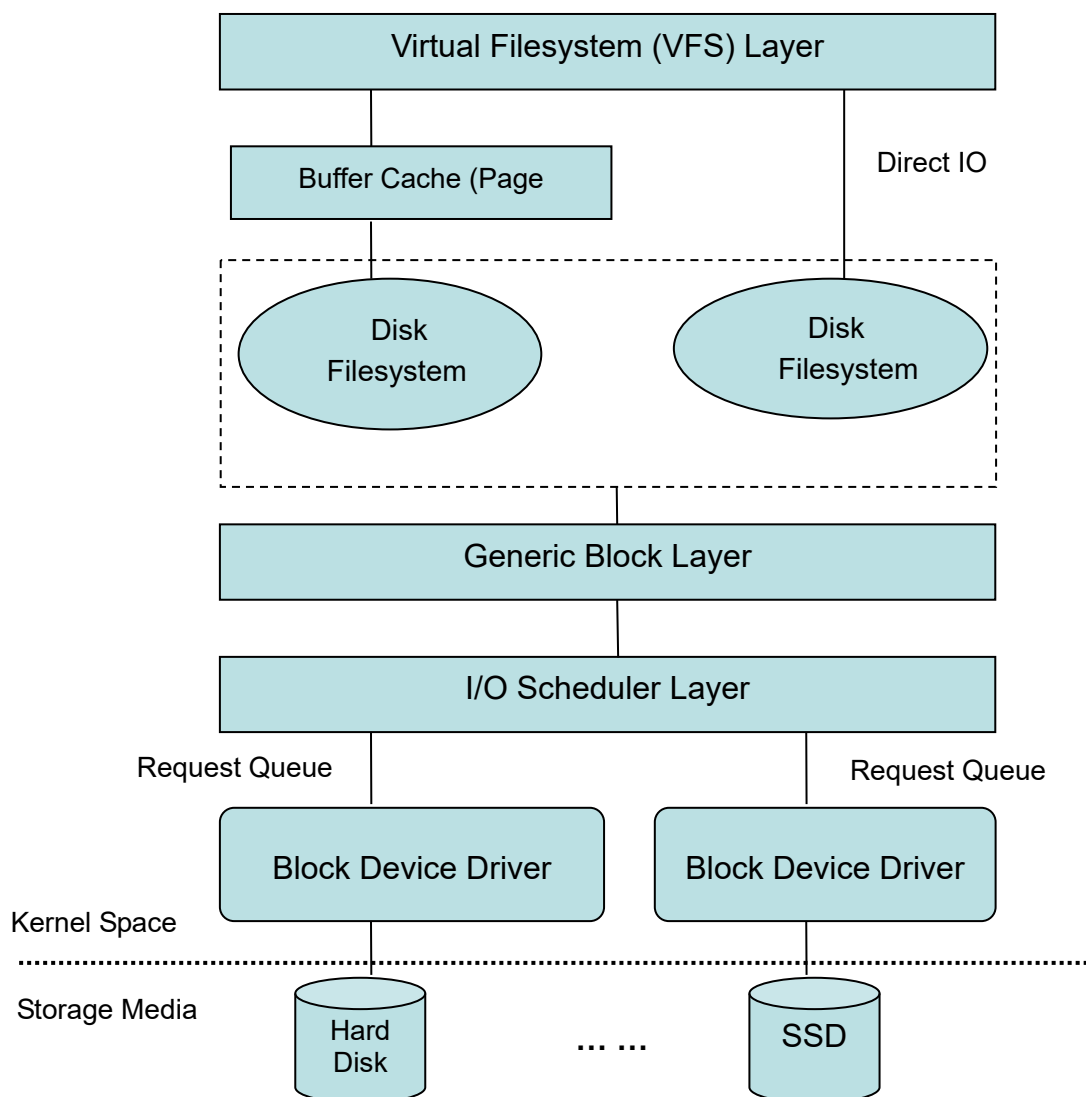 Virtual Filesystem (VFS) Layer
Direct IO
Buffer Cache (Page
Disk
Filesystem
Disk
Filesystem
Generic Block Layer
I/O Scheduler Layer
Request Queue
Request Queue
Block Device Driver
Block Device Driver
Kernel Space
Storage Media
Hard
Disk
... ...
SSD